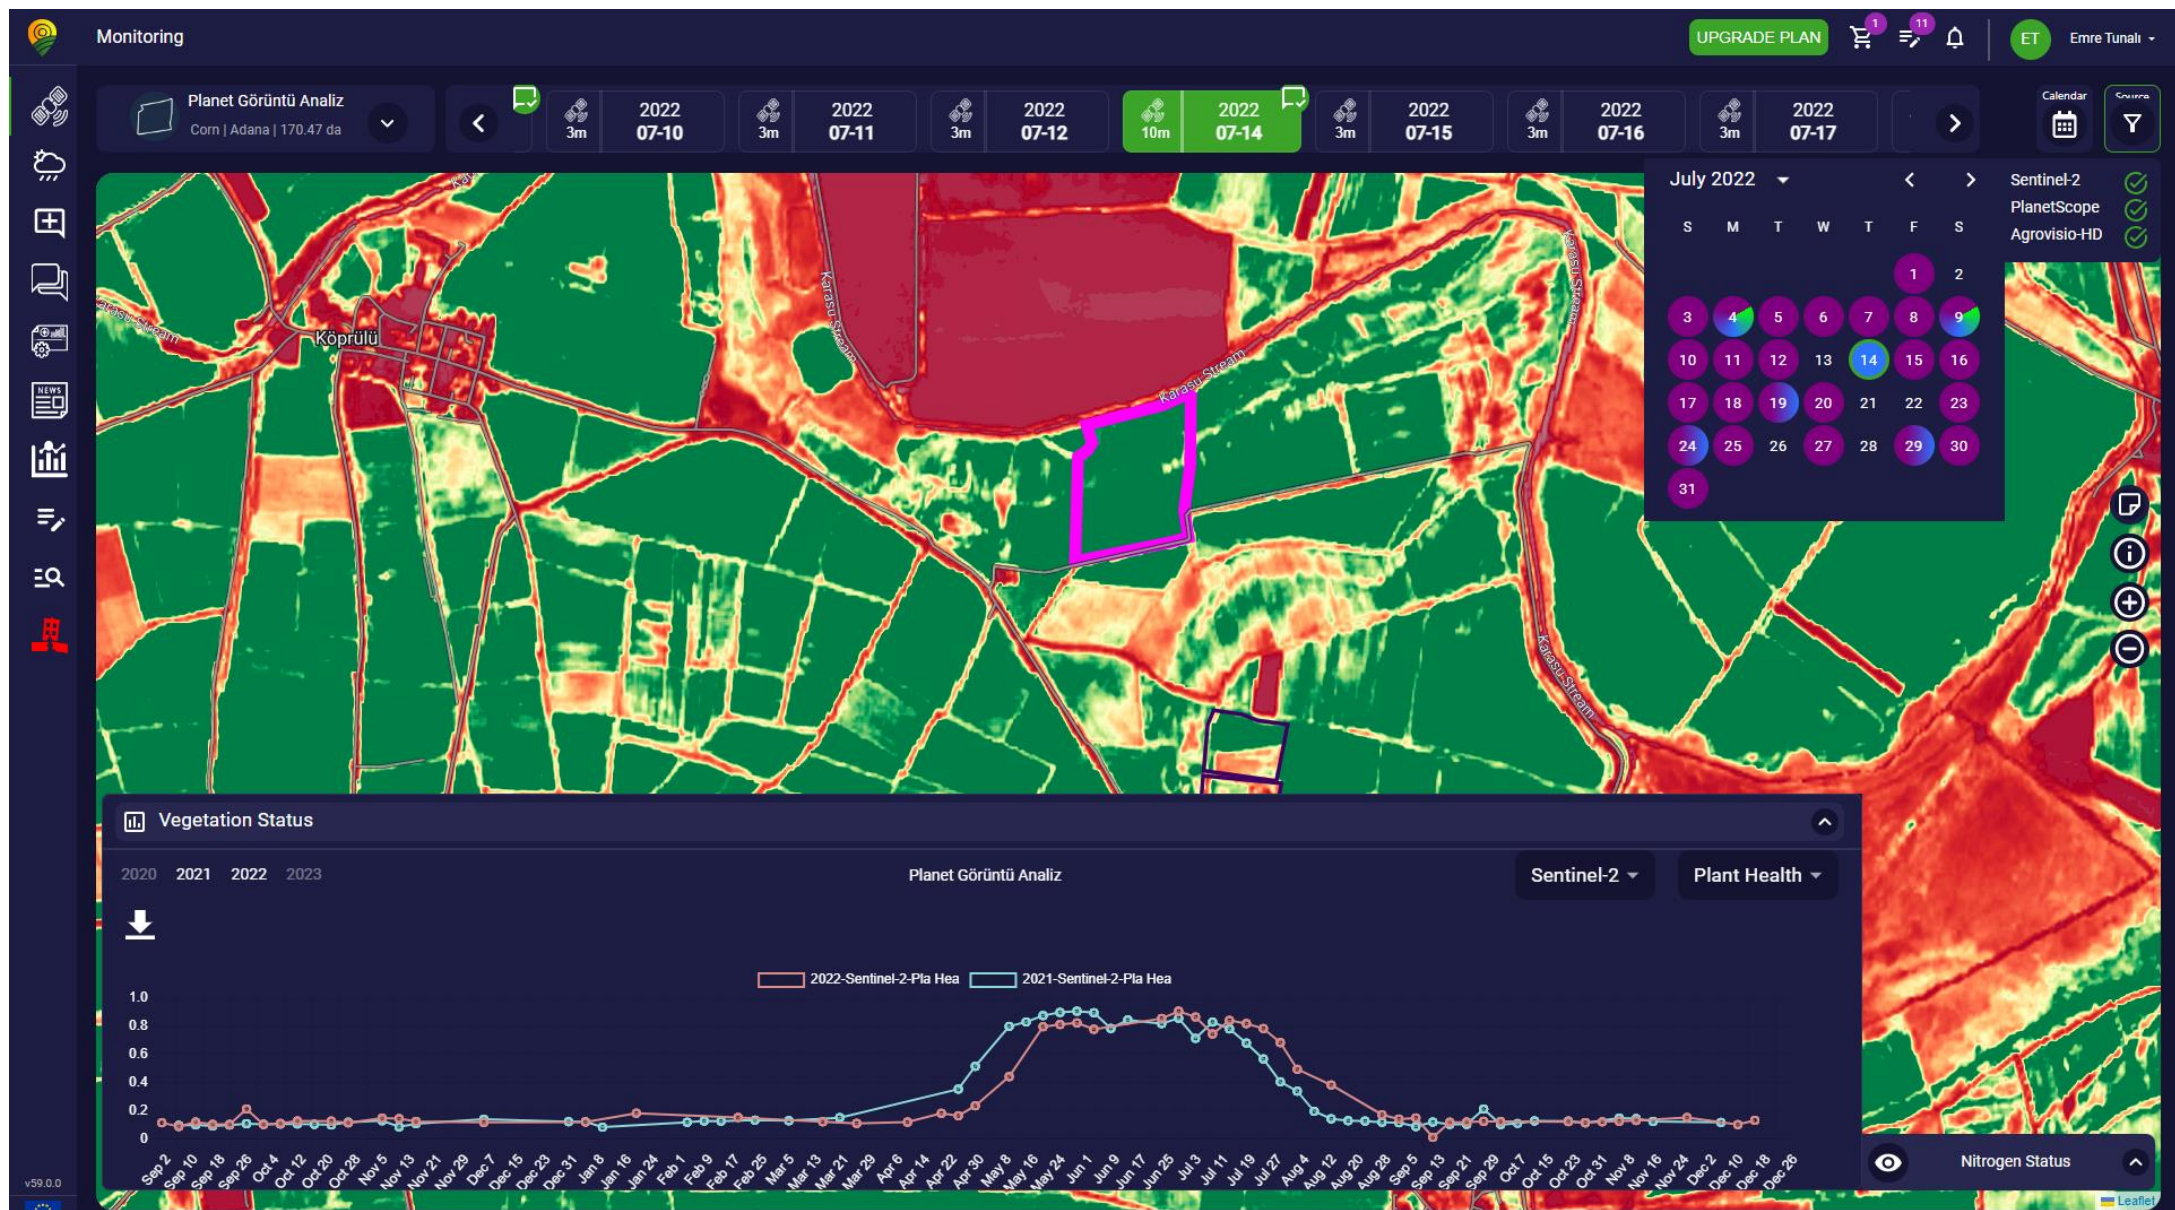 Monitoring
UPGRADE PLAN
1
11
ET
Emre Tunalı
Planet Görüntü Analiz
Corn | Adana | 170.47 da
3m
2022
07-10
3m
2022
07-11
3m
2022
07-12
10m
2022
07-14
3m
2022
07-15
3m
2022
07-16
3m
2022
07-17
Calendar
Source
July 2022
S M T W T F S
1 2
3 4 5 6 7 8 9
10 11 12 13 14 15 16
17 18 19 20 21 22 23
24 25 26 27 28 29 30
31
Sentinel-2
PlanetScope
Agrovisio-HD
NEWS
Köprülü
Karasu Stream
Karasu Stream
Karasu Stream
Karasu Stream
Vegetation Status
2020 2021 2022 2023
Planet Görüntü Analiz
Sentinel-2
Plant Health
2022-Sentinel-2-Pla Hea
2021-Sentinel-2-Pla Hea
1.0
0.8
0.6
0.4
0.2
0
Sep 2 Sep 10 Sep 18 Sep 26 Oct 4 Oct 12 Oct 20 Oct 28 Nov 5 Nov 13 Nov 21 Nov 29 Dec 7 Dec 15 Dec 23 Dec 31 Jan 8 Jan 16 Jan 24 Feb 1 Feb 9 Feb 17 Feb 25 Mar 5 Mar 13 Mar 21 Mar 29 Apr 6 Apr 14 Apr 22 Apr 30 May 8 May 16 May 24 Jun 1 Jun 9 Jun 17 Jun 25 Jul 3 Jul 11 Jul 19 Jul 27 Aug 4 Aug 12 Aug 20 Aug 28 Sep 5 Sep 13 Sep 21 Sep 29 Oct 7 Oct 15 Oct 23 Oct 31 Nov 8 Nov 16 Nov 24 Dec 2 Dec 10 Dec 18 Dec 26
Nitrogen Status
v59.0.0
Leaflet